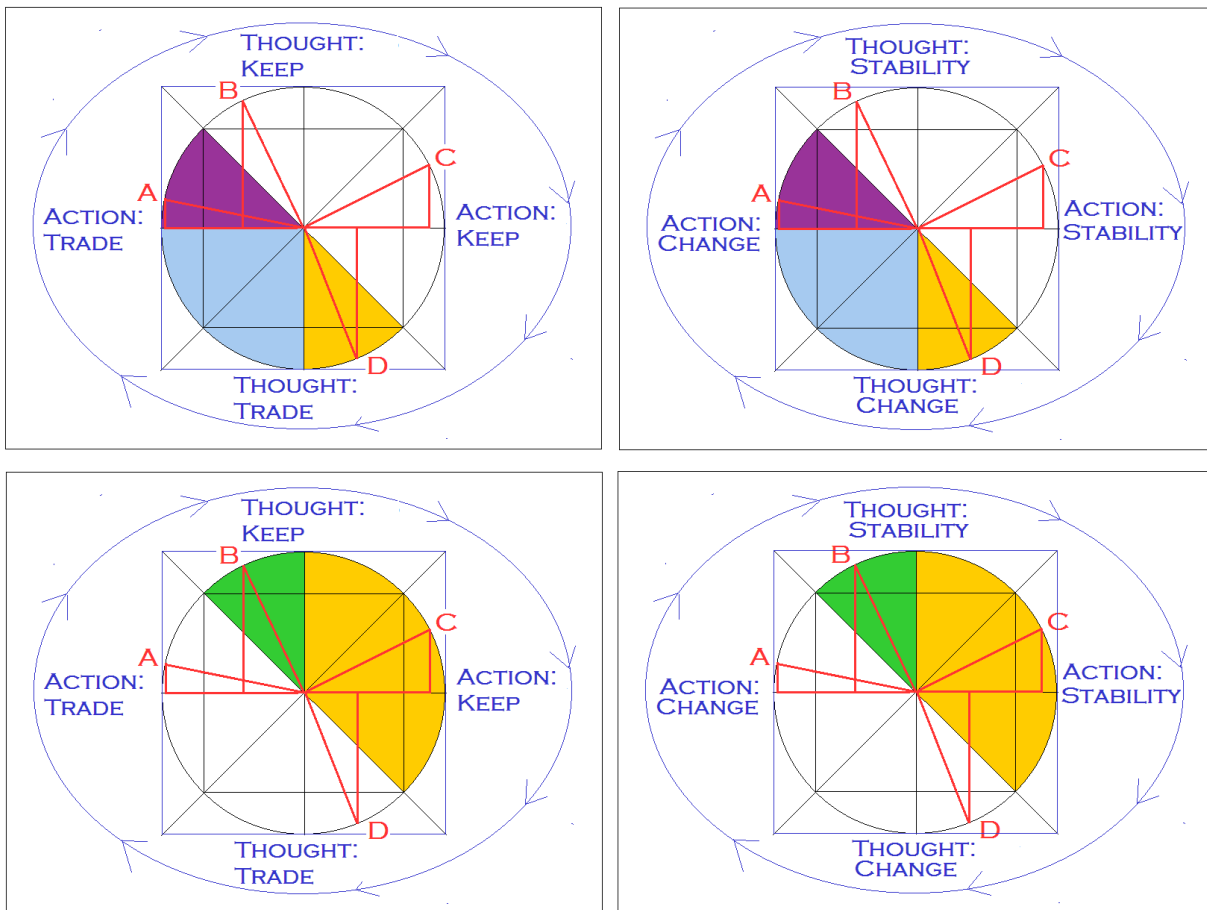 Thought:
Keep
B
C
A
Action:
Trade
Action:
Keep
D
Thought:
Trade
Thought:
Stability
B
C
A
Action:
Change
Action:
Stability
D
Thought:
Change
Thought:
Keep
B
C
A
Action:
Trade
Action:
Keep
D
Thought:
Trade
Thought:
Stability
B
C
A
Action:
Change
Action:
Stability
D
Thought:
Change